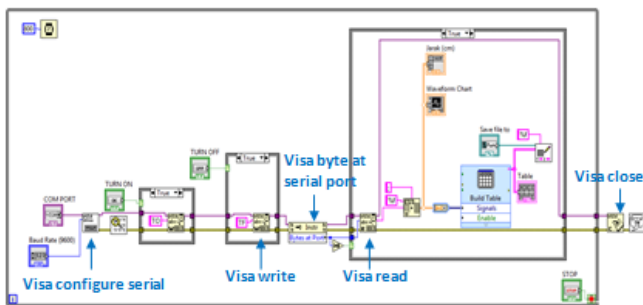 True
Jarak (cm)
Waveform Chart
TURN OFF
True
Visa byte at
serial port
Save file to
Visa close
TURN ON
True
Build Table
Table
COM PORT
Instr
Signals
Bytes at Port
Enable
Baud Rate (9600)
Visa write
Visa read
Visa configure serial
STOP
i